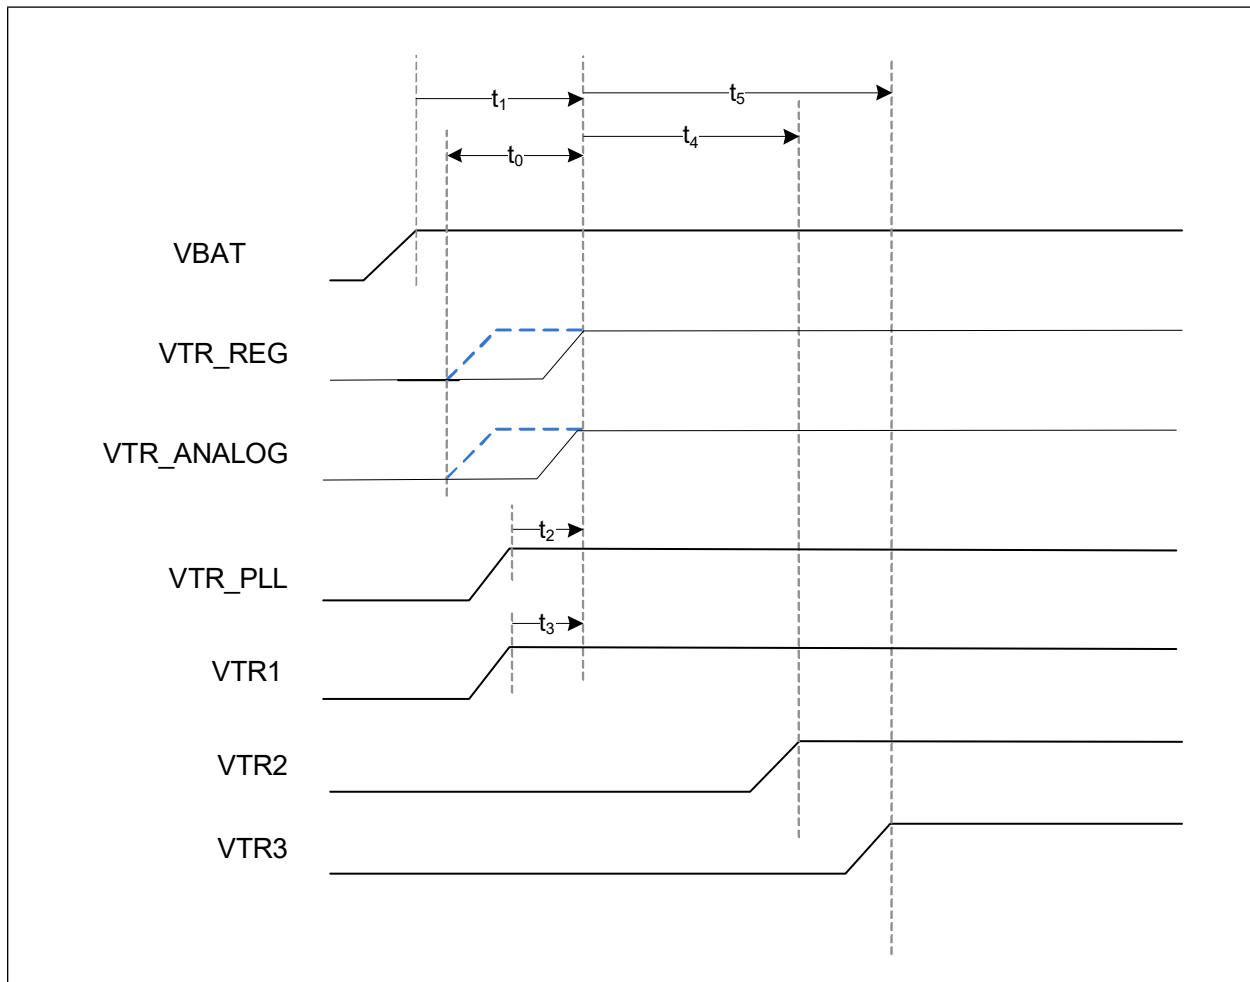 t1
t5
t4
t0
VBAT
VTR_REG
VTR_ANALOG
t2
VTR_PLL
t3
VTR1
VTR2
VTR3